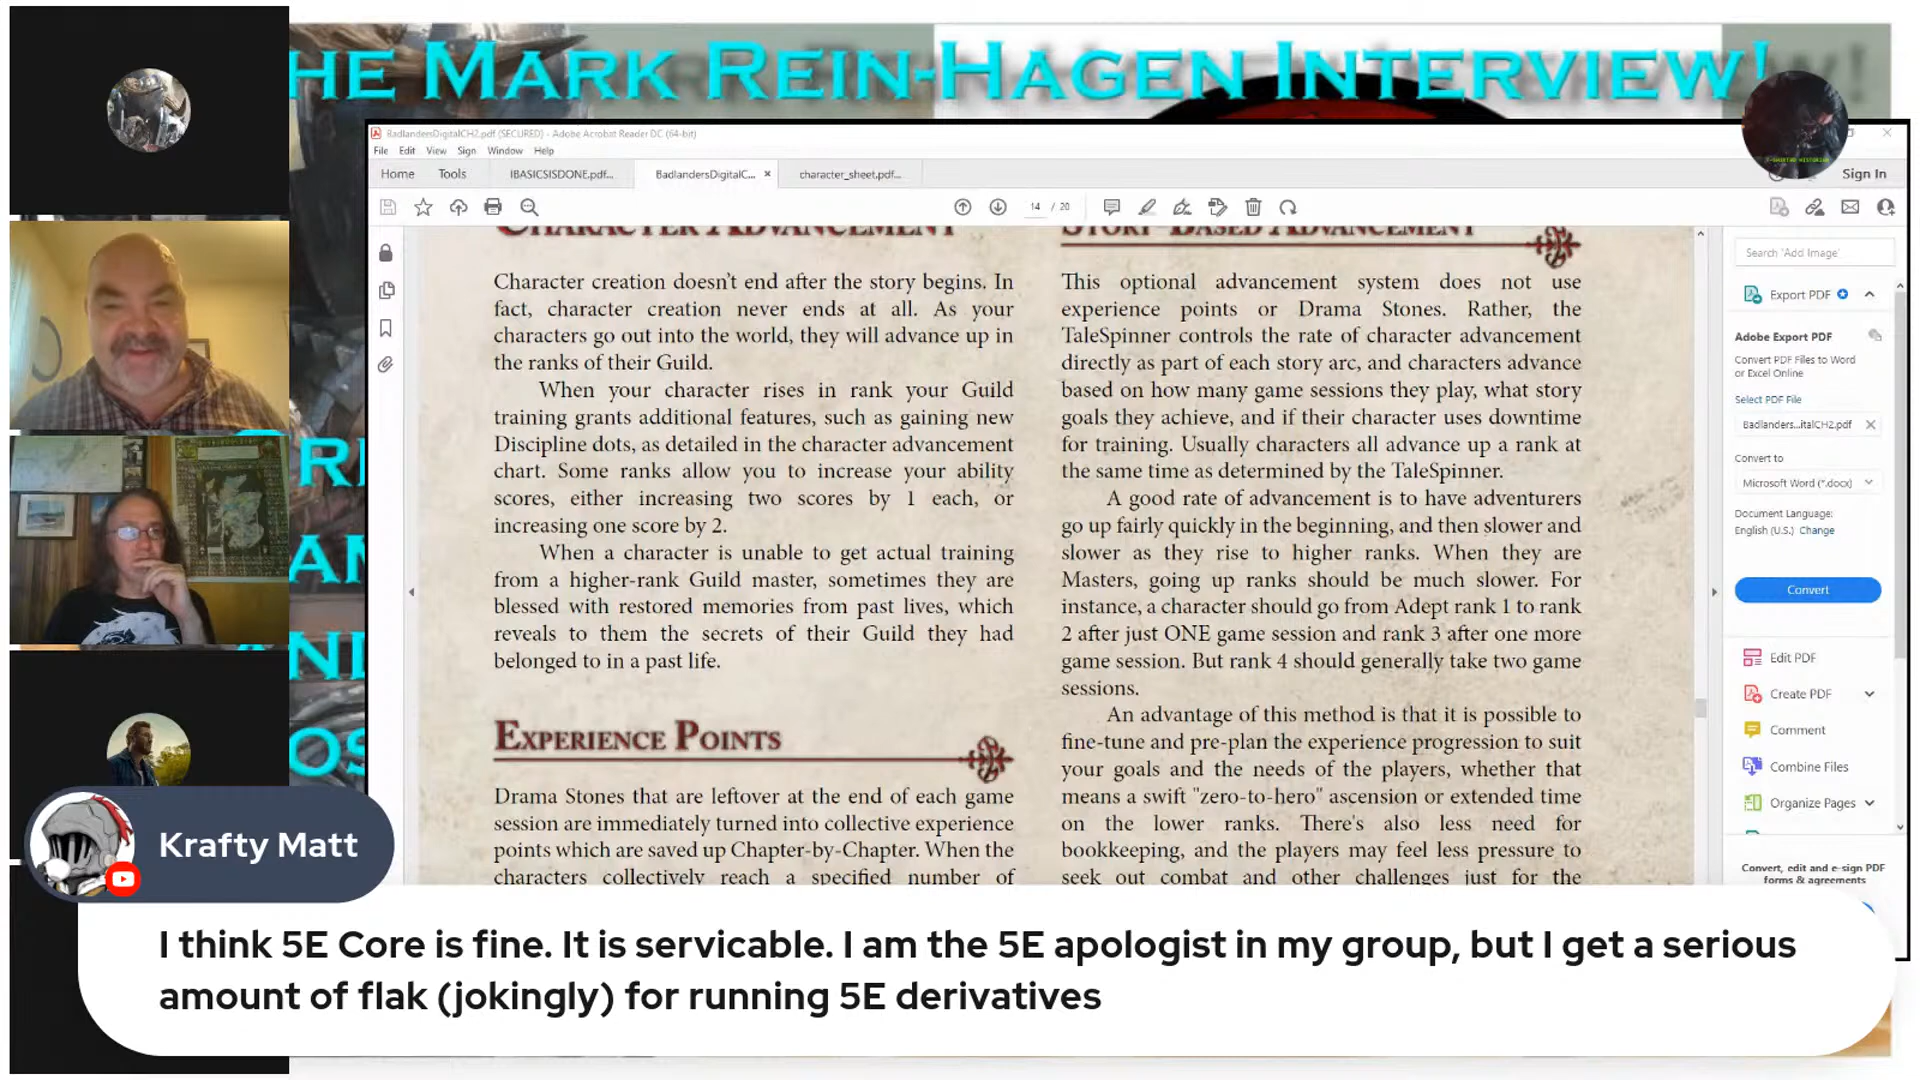 HE MARK REIN-HAGEN INTERVIEW!
BadlandersDigitalCH2.pdf (SECURED) - Adobe Acrobat Reader DC (64-bit)
File Edit View Sign Window Help
Home Tools IBASICSISDONE.pdf... BadlandersDigitalC... × character_sheet.pdf...
Sign In
14 / 20
CHARACTER ADVANCEMENT
Character creation doesn't end after the story begins. In
fact, character creation never ends at all. As your
characters go out into the world, they will advance up in
the ranks of their Guild.
When your character rises in rank your Guild
training grants additional features, such as gaining new
Discipline dots, as detailed in the character advancement
chart. Some ranks allow you to increase your ability
scores, either increasing two scores by 1 each, or
increasing one score by 2.
When a character is unable to get actual training
from a higher-rank Guild master, sometimes they are
blessed with restored memories from past lives, which
reveals to them the secrets of their Guild they had
belonged to in a past life.
EXPERIENCE POINTS
Drama Stones that are leftover at the end of each game
session are immediately turned into collective experience
points which are saved up Chapter-by-Chapter. When the
characters collectively reach a specified number of
STORY-BASED ADVANCEMENT
This optional advancement system does not use
experience points or Drama Stones. Rather, the
TaleSpinner controls the rate of character advancement
directly as part of each story arc, and characters advance
based on how many game sessions they play, what story
goals they achieve, and if their character uses downtime
for training. Usually characters all advance up a rank at
the same time as determined by the TaleSpinner.
A good rate of advancement is to have adventurers
go up fairly quickly in the beginning, and then slower and
slower as they rise to higher ranks. When they are
Masters, going up ranks should be much slower. For
instance, a character should go from Adept rank 1 to rank
2 after just ONE game session and rank 3 after one more
game session. But rank 4 should generally take two game
sessions.
An advantage of this method is that it is possible to
fine-tune and pre-plan the experience progression to suit
your goals and the needs of the players, whether that
means a swift "zero-to-hero" ascension or extended time
on the lower ranks. There's also less need for
bookkeeping, and the players may feel less pressure to
seek out combat and other challenges just for the
Search 'Add Image'
Export PDF
Adobe Export PDF
Convert PDF Files to Word
or Excel Online
Select PDF File
Badlanders...italCH2.pdf ×
Convert to
Microsoft Word (*.docx)
Document Language:
English (U.S.) Change
Convert
Edit PDF
Create PDF
Comment
Combine Files
Organize Pages
Convert, edit and e-sign PDF
forms & agreements
Krafty Matt
I think 5E Core is fine. It is servicable. I am the 5E apologist in my group, but I get a serious
amount of flak (jokingly) for running 5E derivatives